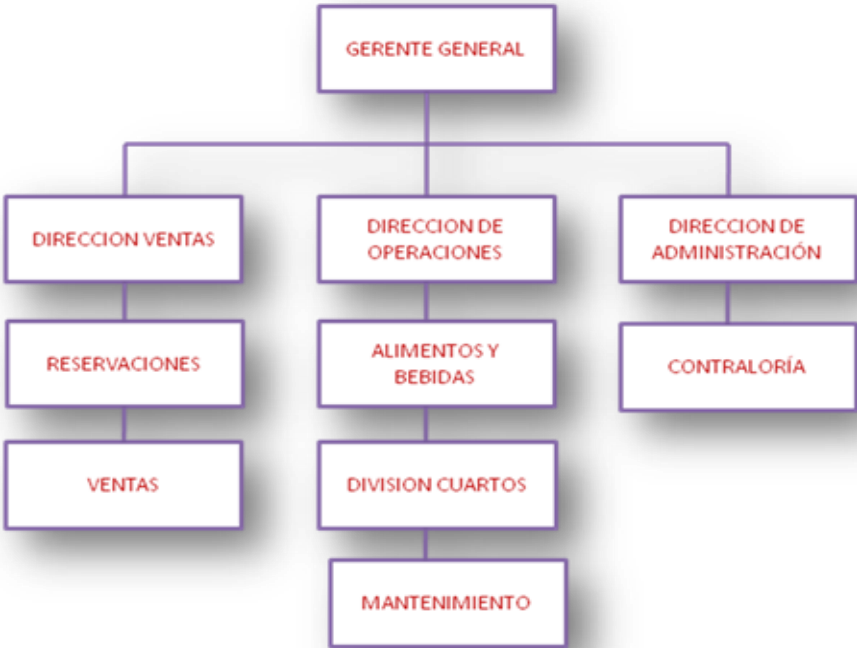 GERENTE GENERAL
DIRECCION VENTAS
DIRECCION DE
OPERACIONES
DIRECCION DE
ADMINISTRACIÓN
RESERVACIONES
ALIMENTOS Y
BEBIDAS
CONTRALORÍA
VENTAS
DIVISION CUARTOS
MANTENIMIENTO